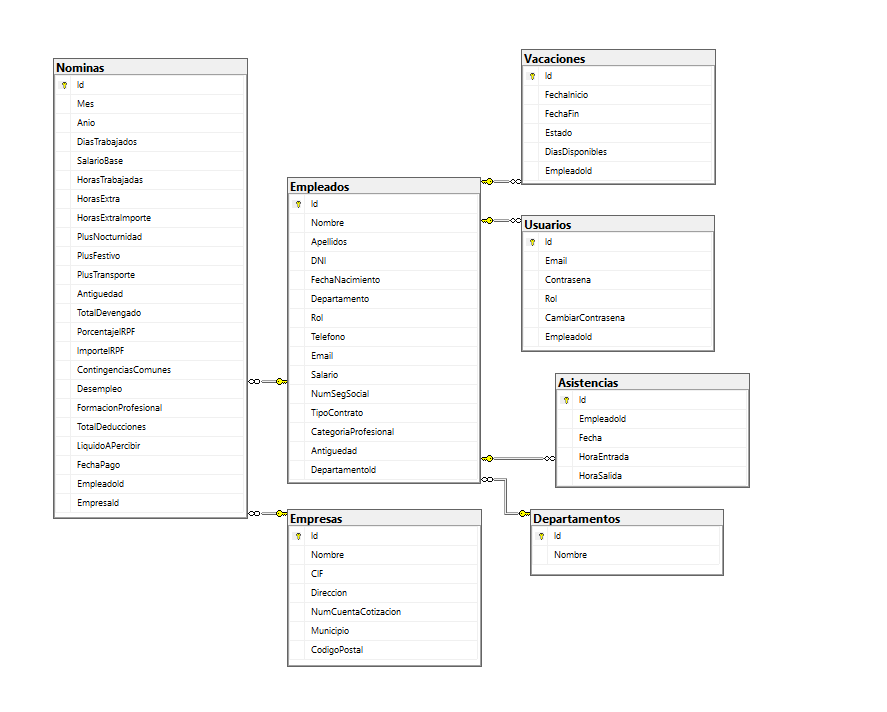 Nominas
Id
Mes
Anio
DiasTrabajados
SalarioBase
HorasTrabajadas
HorasExtra
HorasExtraImporte
PlusNocturnidad
PlusFestivo
PlusTransporte
Antiguedad
TotalDevengado
PorcentajeIRPF
ImporteIRPF
ContingenciasComunes
Desempleo
FormacionProfesional
TotalDeducciones
LiquidoAPercibir
FechaPago
EmpleadoId
EmpresaId
Empleados
Id
Nombre
Apellidos
DNI
FechaNacimiento
Departamento
Rol
Telefono
Email
Salario
NumSegSocial
TipoContrato
CategoriaProfesional
Antiguedad
DepartamentoId
Empresas
Id
Nombre
CIF
Direccion
NumCuentaCotizacion
Municipio
CodigoPostal
Vacaciones
Id
FechaInicio
FechaFin
Estado
DiasDisponibles
EmpleadoId
Usuarios
Id
Email
Contrasena
Rol
CambiarContrasena
EmpleadoId
Asistencias
Id
EmpleadoId
Fecha
HoraEntrada
HoraSalida
Departamentos
Id
Nombre